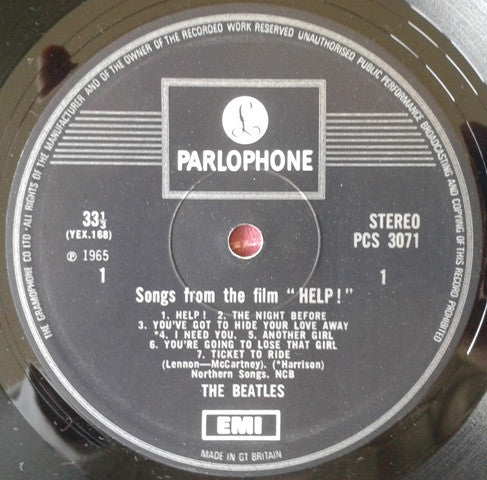 THE GRAMOPHONE CO LTD · ALL RIGHTS OF THE MANUFACTURER AND OF THE OWNER OF THE RECORDED WORK RESERVED UNAUTHORISED PUBLIC PERFORMANCE BROADCASTING AND COPYING OF THIS RECORD PROHIBITED
£
PARLOPHONE
33⅓
(YEX.168)
℗ 1965
1
STEREO
PCS 3071
1
Songs from the film "HELP!"
1. HELP! 2. THE NIGHT BEFORE
3. YOU'VE GOT TO HIDE YOUR LOVE AWAY
*4. I NEED YOU. 5. ANOTHER GIRL
6. YOU'RE GOING TO LOSE THAT GIRL
7. TICKET TO RIDE
(Lennon—McCartney). (*Harrison)
Northern Songs. NCB
THE BEATLES
EMI
MADE IN GT BRITAIN